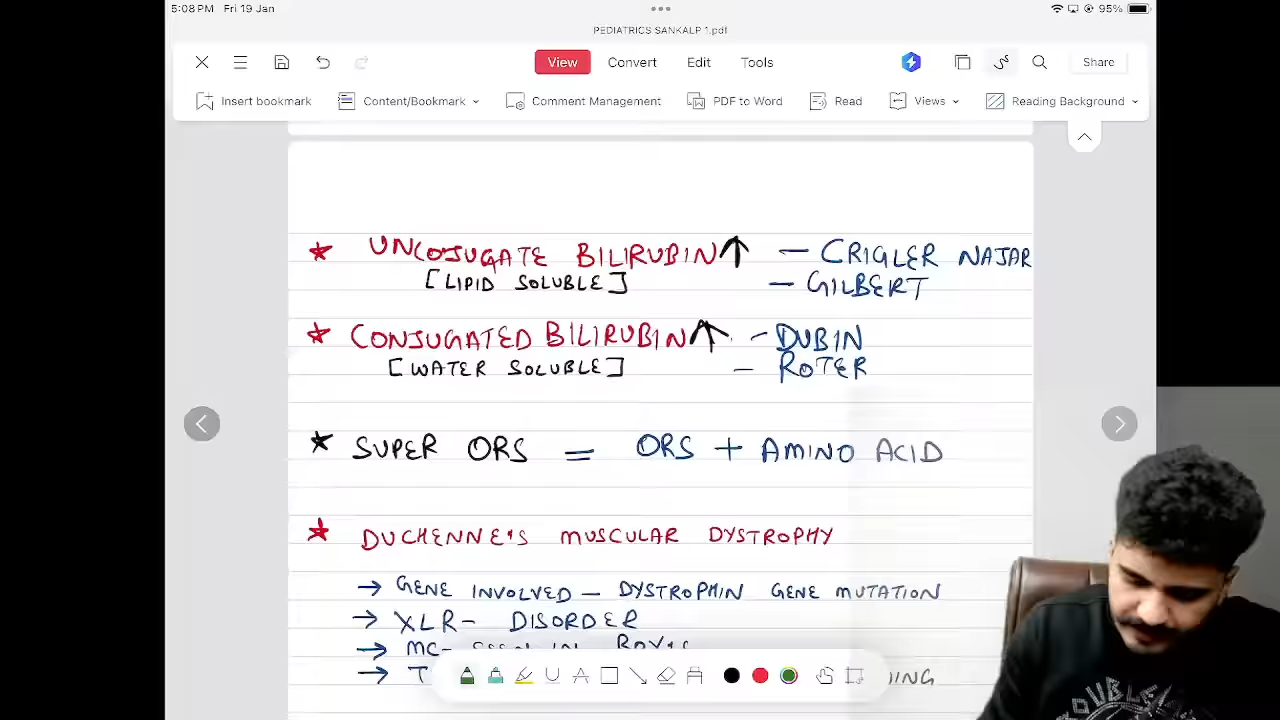 5:08 PM Fri 19 Jan
95%
PEDIATRICS SANKALP 1.pdf
View Convert Edit Tools
Share
Insert bookmark Content/Bookmark Comment Management PDF to Word Read Views Reading Background
UNCOJUGATE BILIRUBIN↑ - CRIGLER NAJAR
[LIPID SOLUBLE] - GILBERT
CONJUGATED BILIRUBIN↑ - DUBIN
[WATER SOLUBLE] - ROTER
SUPER ORS = ORS + AMINO ACID
DUCHENNE'S MUSCULAR DYSTROPHY
→ GENE INVOLVED - DYSTROPHIN GENE MUTATION
→ XLR- DISORDER
→ MC-
→ T